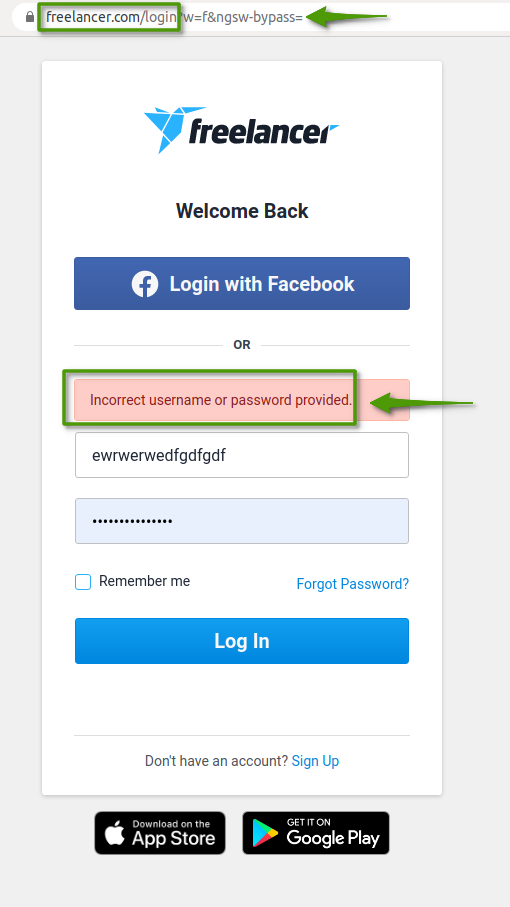 freelancer.com/login?w=f&ngsw-bypass=
freelancer
Welcome Back
Login with Facebook
OR
Incorrect username or password provided.
ewrwerwedfgdfgdf
•••••••••••••••
Remember me
Forgot Password?
Log In
Don't have an account? Sign Up
Download on the
App Store
GET IT ON
Google Play